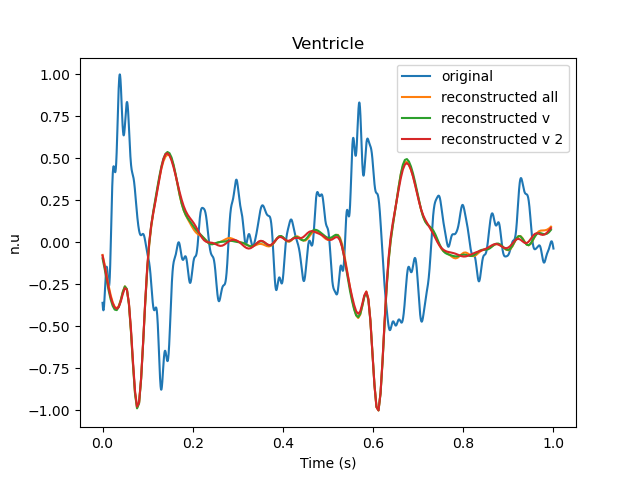 Ventricle
1.00
0.75
0.50
0.25
0.00
−0.25
−0.50
−0.75
−1.00
n.u
original
reconstructed all
reconstructed v
reconstructed v 2
0.0 0.2 0.4 0.6 0.8 1.0
Time (s)